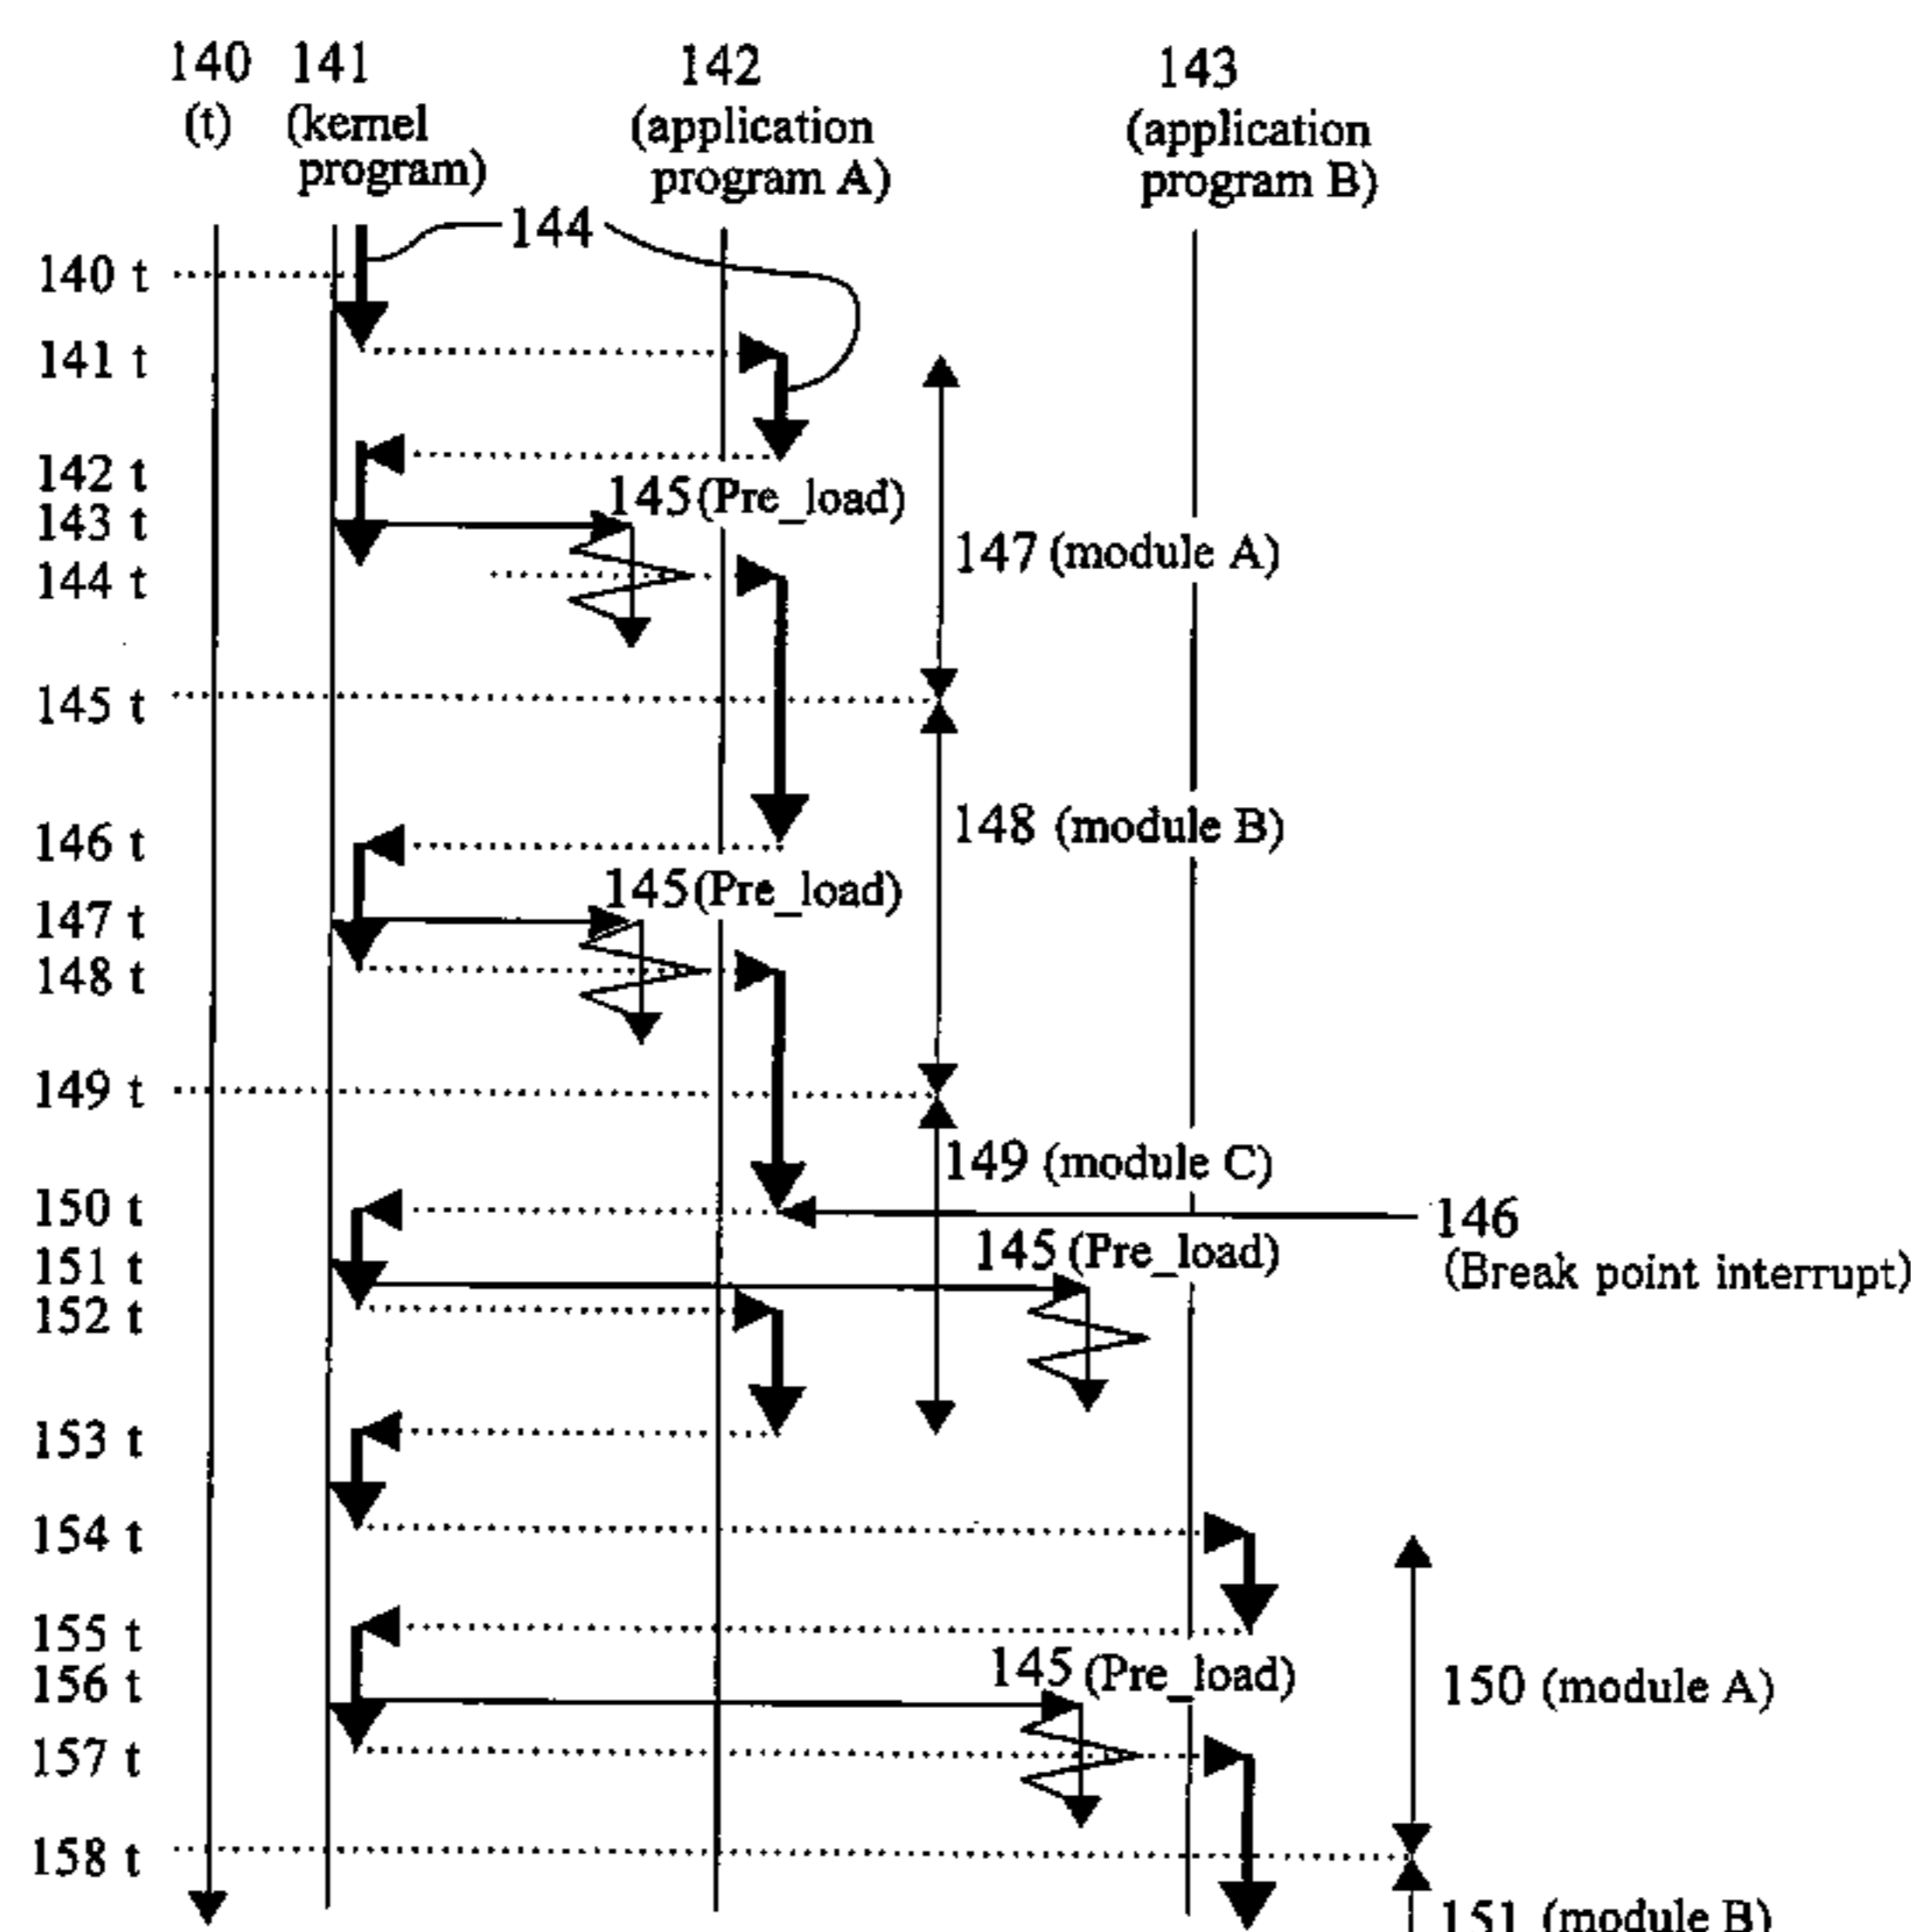 140 141 142 143
(t) (kernel program) (application program A) (application program B)
144
140 t
141 t
142 t
145 (Pre_load)
143 t
147 (module A)
144 t
145 t
148 (module B)
146 t
145 (Pre_load)
147 t
148 t
149 t
149 (module C)
150 t
146
(Break point interrupt)
145 (Pre_load)
151 t
152 t
153 t
154 t
155 t
145 (Pre_load)
156 t
150 (module A)
157 t
158 t
151 (module B)